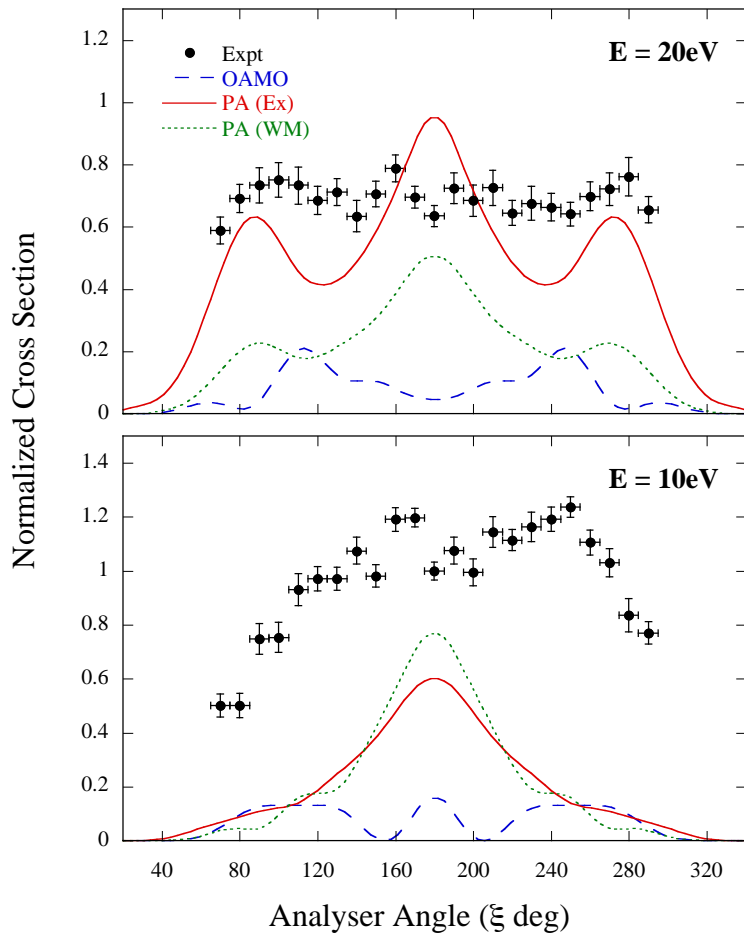 1.2
E = 20eV
Expt
OAMO
1
PA (Ex)
PA (WM)
0.8
0.6
0.4
0.2
0
Normalized Cross Section
1.4
E = 10eV
1.2
1
0.8
0.6
0.4
0.2
0
40 80 120 160 200 240 280 320
Analyser Angle (ξ deg)